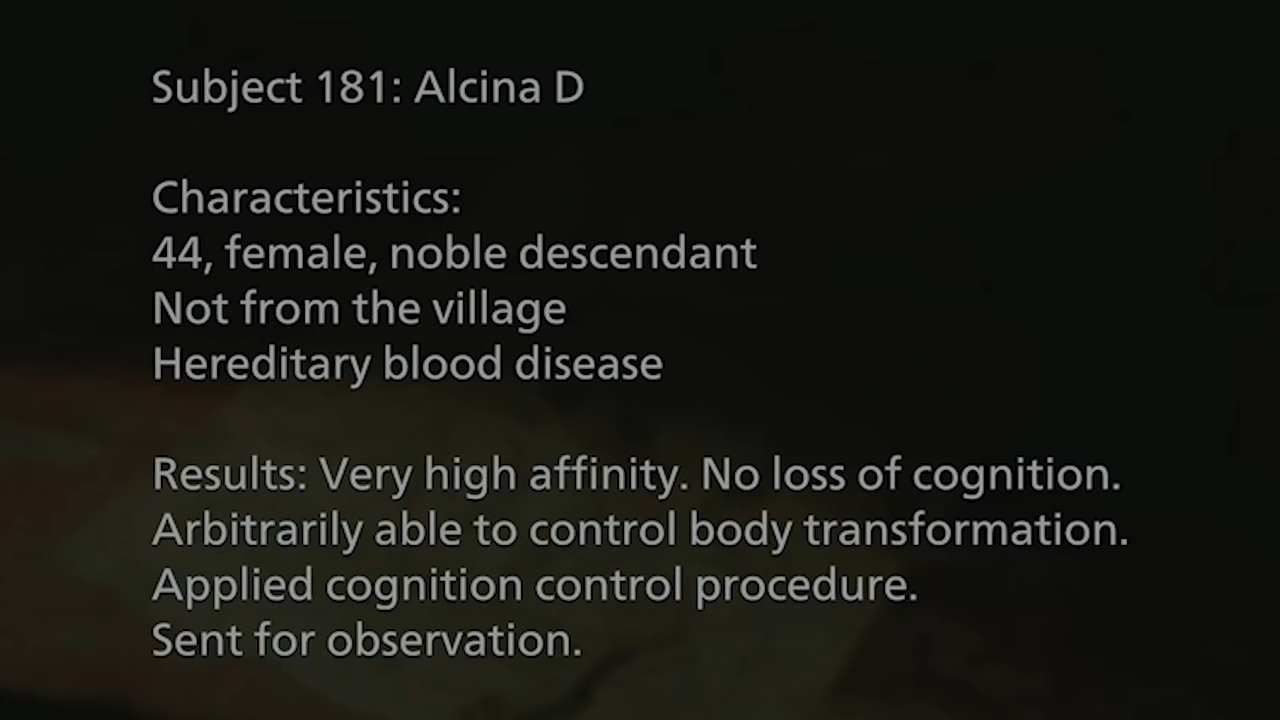 Subject 181: Alcina D
Characteristics:
44, female, noble descendant
Not from the village
Hereditary blood disease
Results: Very high affinity. No loss of cognition.
Arbitrarily able to control body transformation.
Applied cognition control procedure.
Sent for observation.